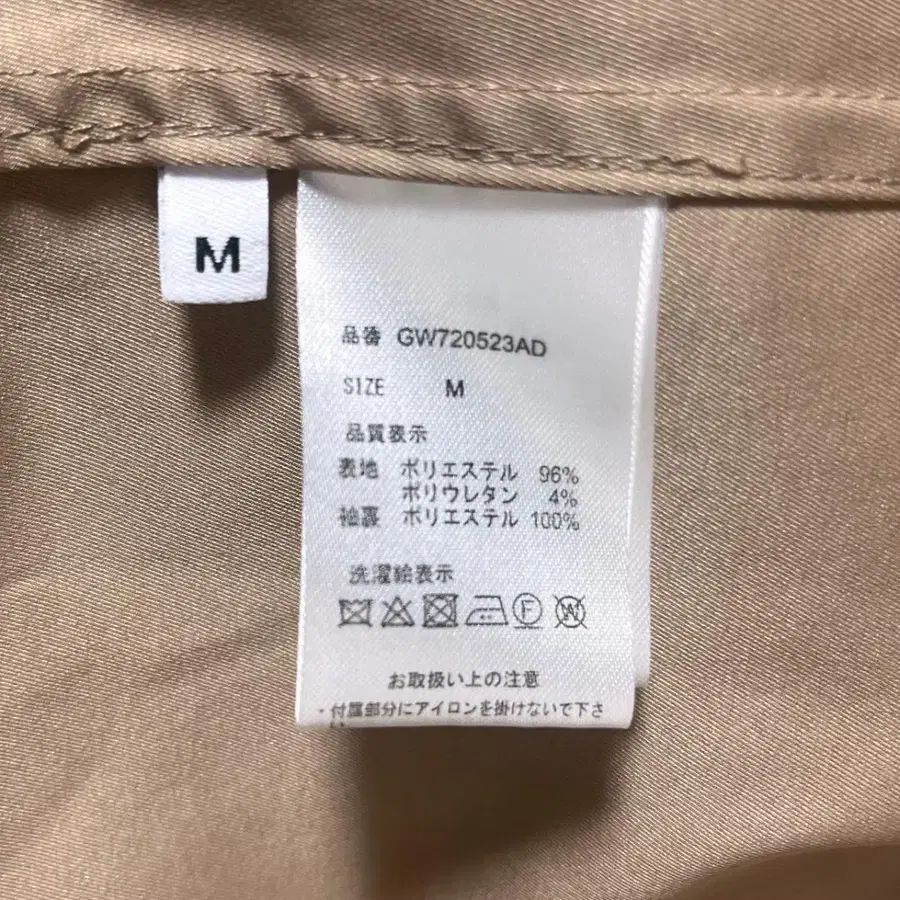 M
品番 GW720523AD
SIZE M
品質表示
表地 ポリエステル 96%
ポリウレタン 4%
袖裏 ポリエステル 100%
洗濯絵表示
F W
お取扱い上の注意
・付属部分にアイロンを掛けないで下さ
い